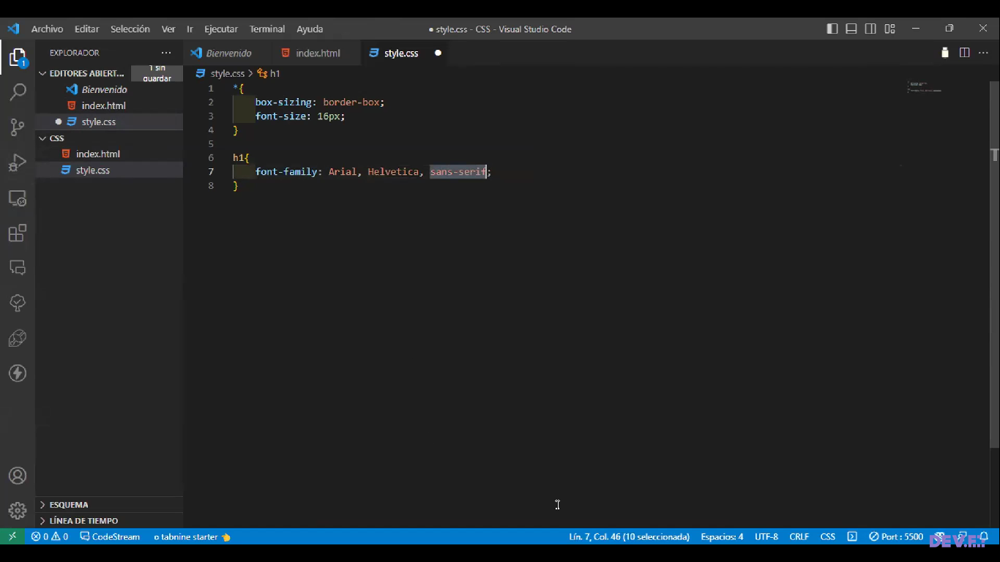 Archivo Editar Selección Ver Ir Ejecutar Terminal Ayuda
● style.css - CSS - Visual Studio Code
EXPLORADOR
Bienvenido
index.html
style.css
EDITORES ABIERT...
1 sin guardar
style.css > h1
Bienvenido
index.html
style.css
CSS
index.html
style.css
1 *{
2 box-sizing: border-box;
3 font-size: 16px;
4 }
5
6 h1{
7 font-family: Arial, Helvetica, sans-serif;
8 }
1
ESQUEMA
LÍNEA DE TIEMPO
0 0 CodeStream tabnine starter
Lín. 7, Col. 46 (10 seleccionada) Espacios: 4 UTF-8 CRLF CSS Port : 5500